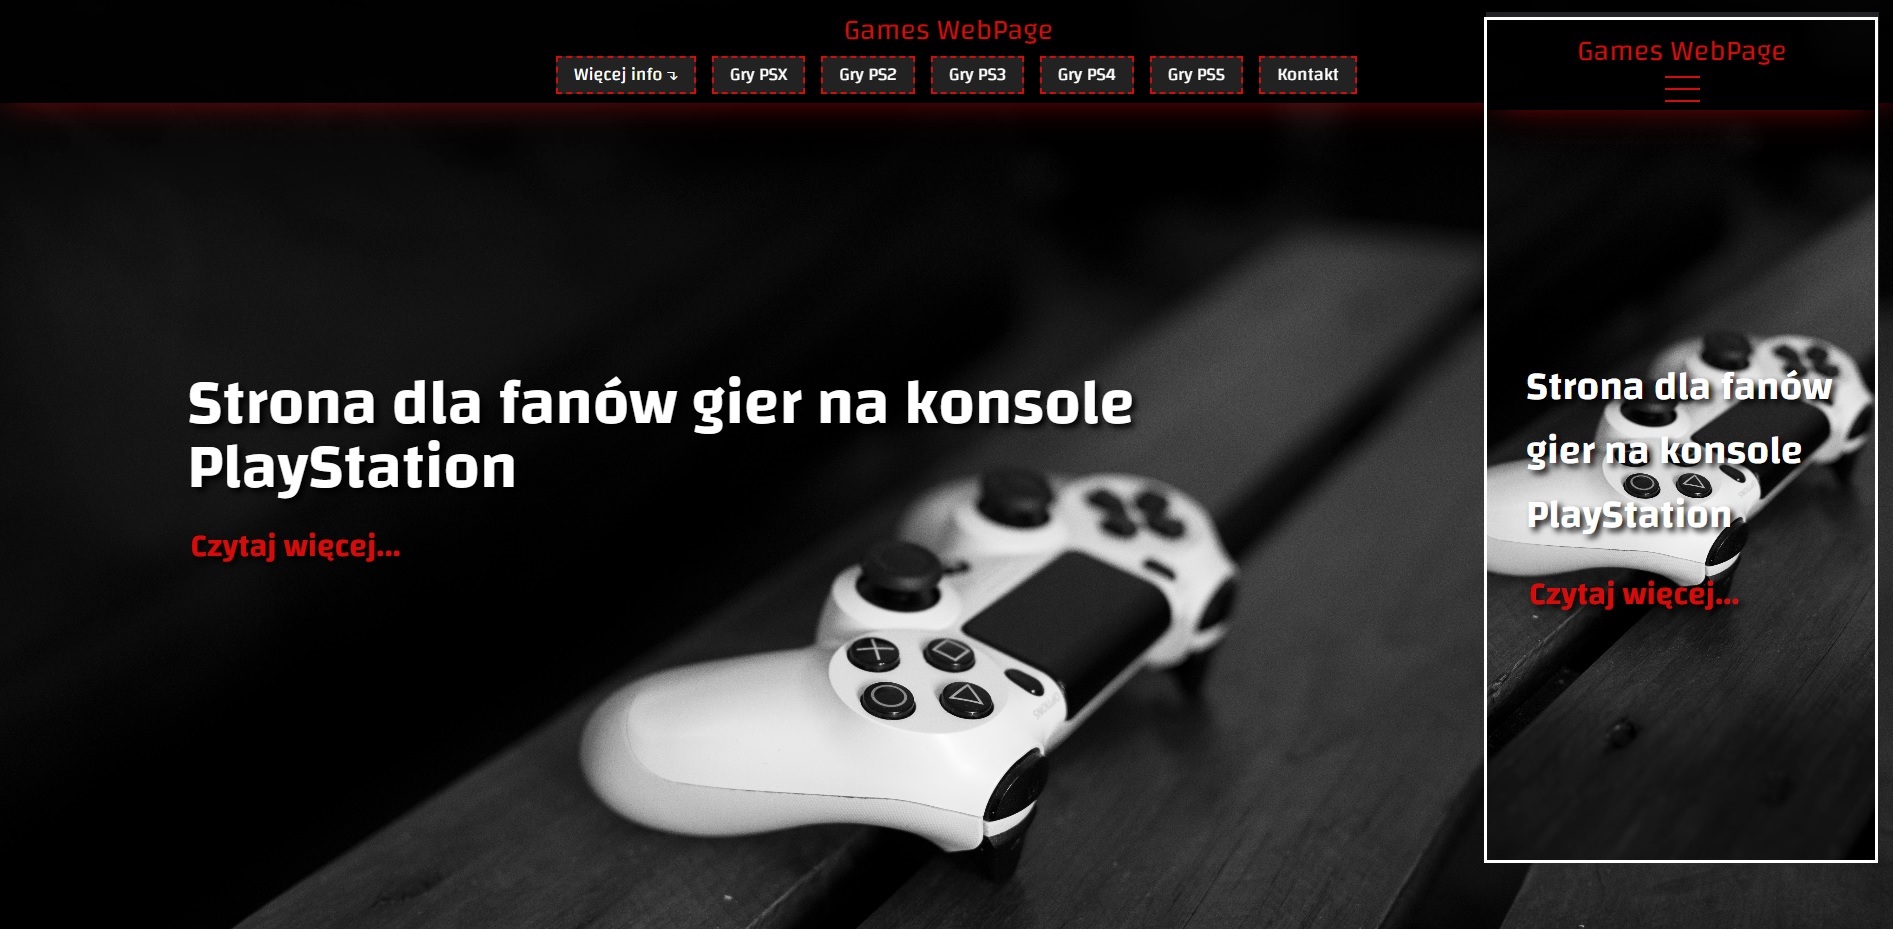 Games WebPage
Więcej info ↴ Gry PSX Gry PS2 Gry PS3 Gry PS4 Gry PS5 Kontakt
Strona dla fanów gier na konsole
PlayStation
Czytaj więcej...
Games WebPage
Strona dla fanów
gier na konsole
PlayStation
Czytaj więcej...